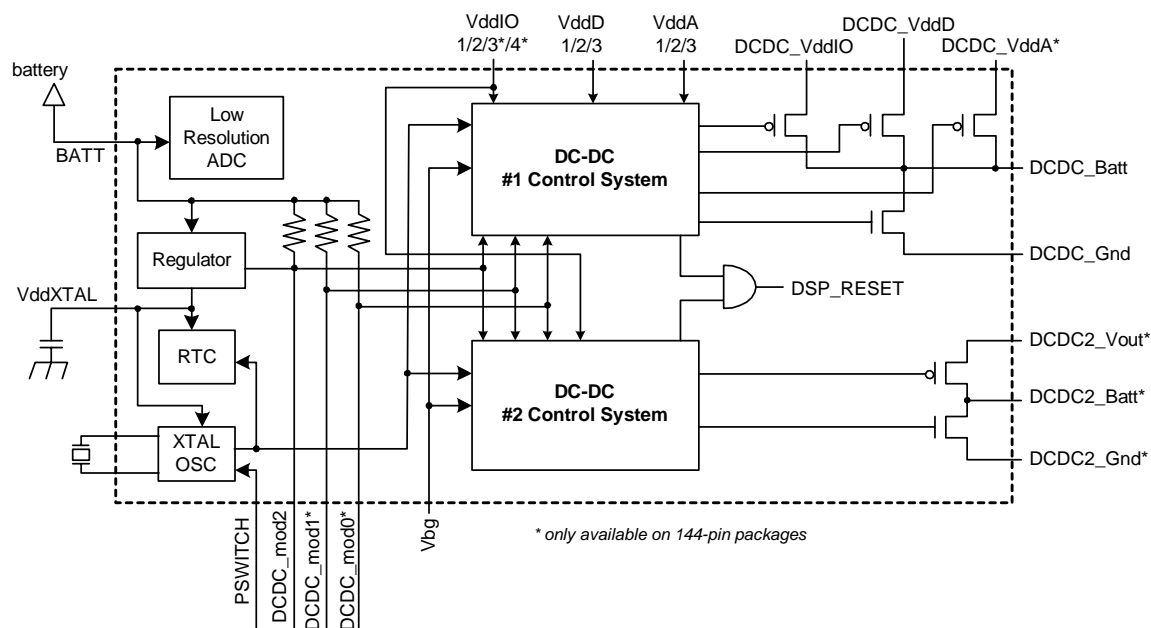 VddIO
1/2/3*/4*
VddD
1/2/3
VddA
1/2/3
DCDC_VddIO
DCDC_VddD
DCDC_VddA*
battery
BATT
Low
Resolution
ADC
DC-DC
#1 Control System
DCDC_Batt
DCDC_Gnd
Regulator
VddXTAL
RTC
DSP_RESET
DC-DC
#2 Control System
DCDC2_Vout*
DCDC2_Batt*
DCDC2_Gnd*
XTAL
OSC
PSWITCH
DCDC_mod2
DCDC_mod1*
DCDC_mod0*
Vbg
* only available on 144-pin packages